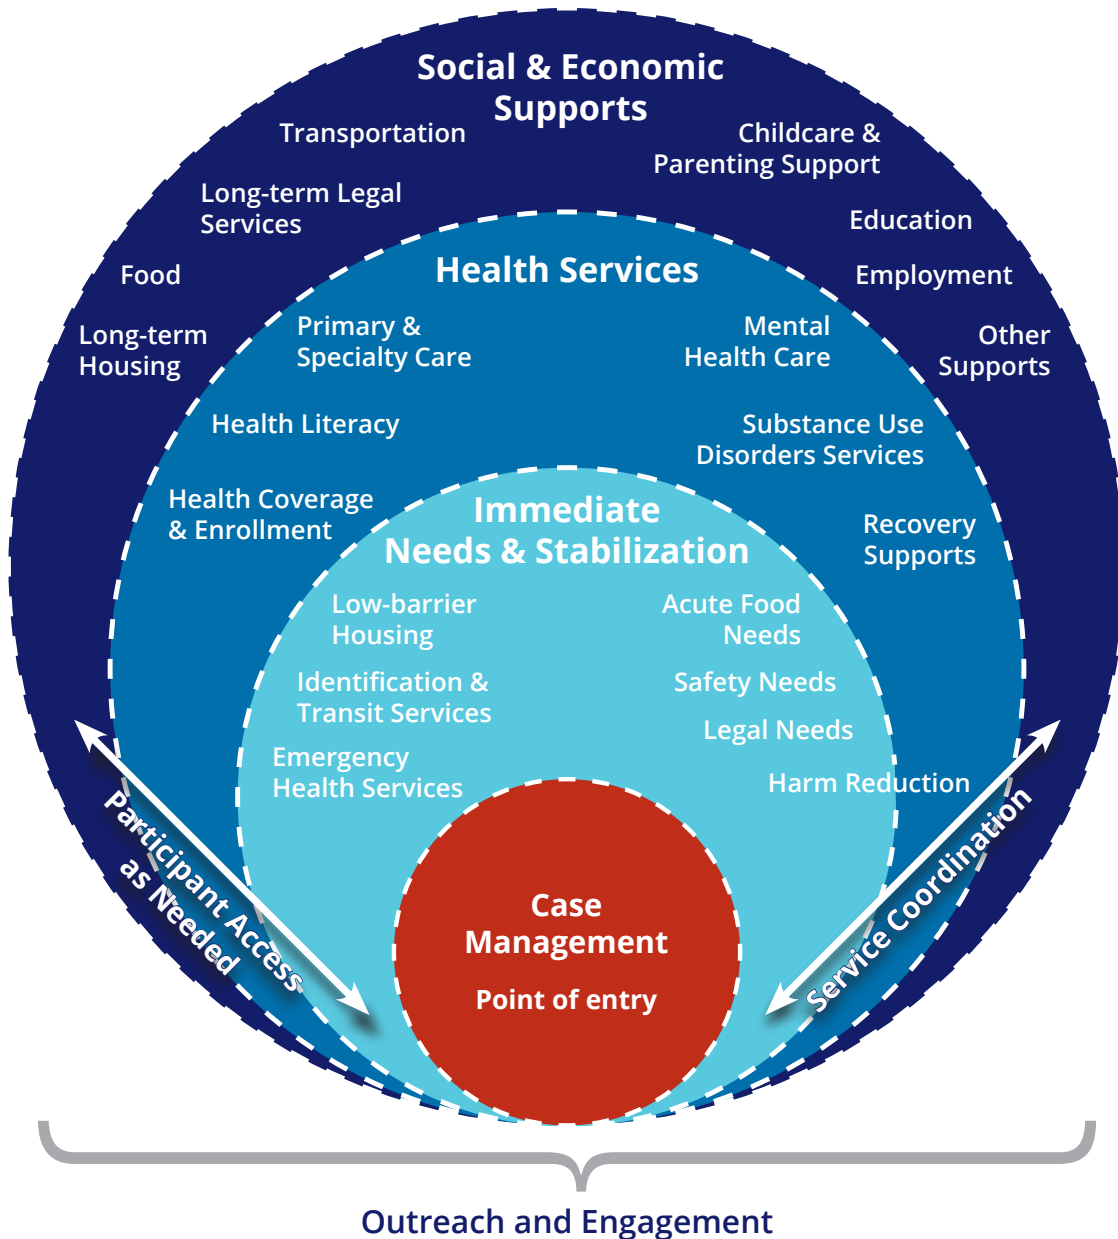 Social & Economic
Supports
Transportation
Childcare &
Parenting Support
Long-term Legal
Services
Education
Food
Employment
Long-term
Housing
Other
Supports
Health Services
Primary &
Specialty Care
Mental
Health Care
Health Literacy
Substance Use
Disorders Services
Health Coverage
& Enrollment
Recovery
Supports
Immediate
Needs & Stabilization
Low-barrier
Housing
Acute Food
Needs
Identification &
Transit Services
Safety Needs
Legal Needs
Emergency
Health Services
Harm Reduction
Participant Access
as Needed
Service Coordination
Case
Management
Point of entry
Outreach and Engagement